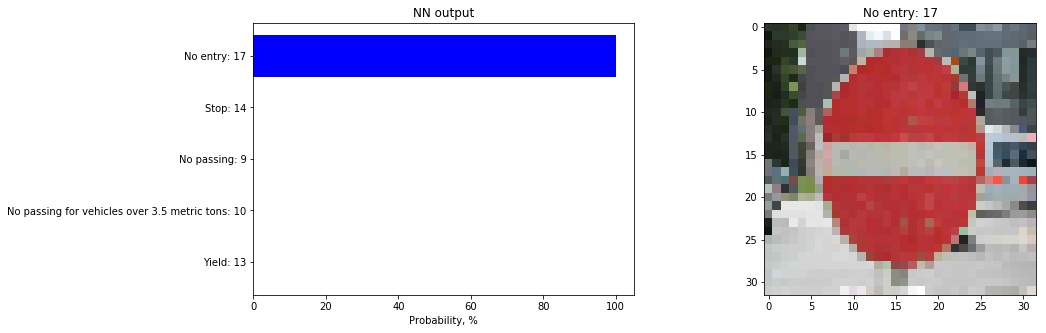 NN output
No entry: 17
Stop: 14
No passing: 9
No passing for vehicles over 3.5 metric tons: 10
Yield: 13
0 20 40 60 80 100
Probability, %
No entry: 17
0
5
10
15
20
25
30
0 5 10 15 20 25 30